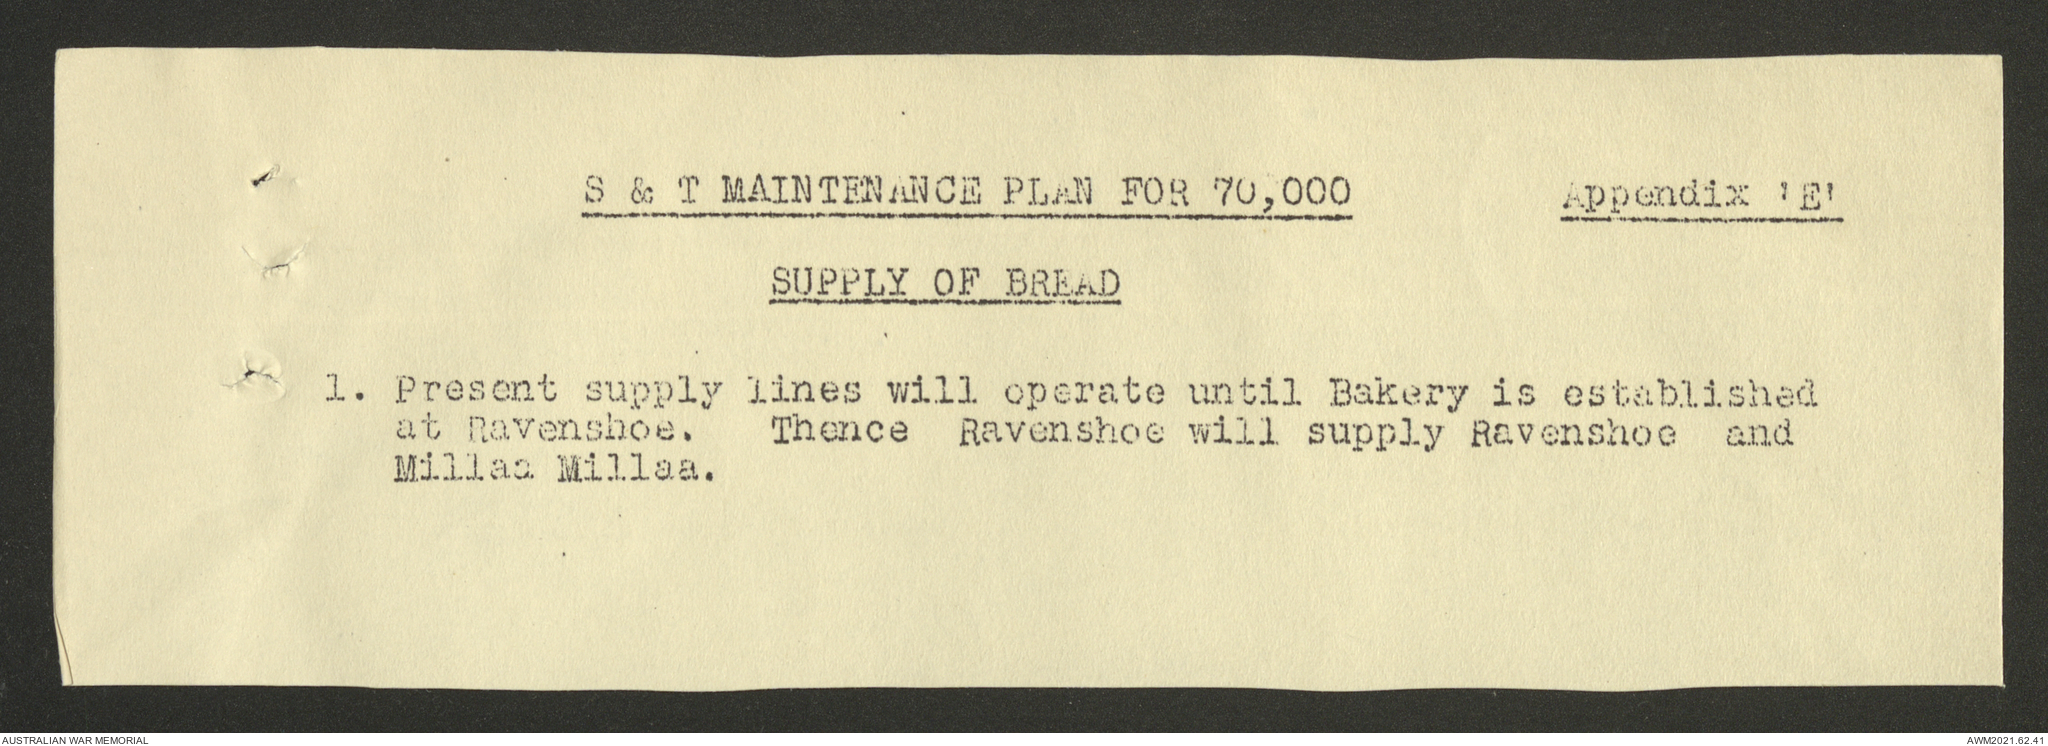 S & T MAINTENANCE PLAN FOR 70,000 Appendix 'E'
SUPPLY OF BREAD
1. Present supply lines will operate until Bakery is established
at Ravenshoe. Thence Ravenshoe will supply Ravenshoe and
Millaa Millaa.
AUSTRALIAN WAR MEMORIAL AWM2021.62.41